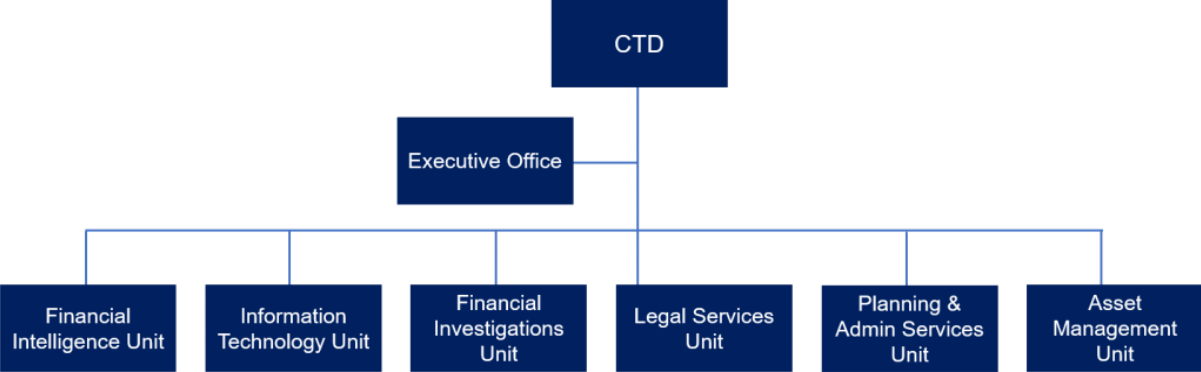 CTD
Executive Office
Financial
Intelligence Unit
Information
Technology Unit
Financial
Investigations
Unit
Legal Services
Unit
Planning &
Admin Services
Unit
Asset
Management
Unit